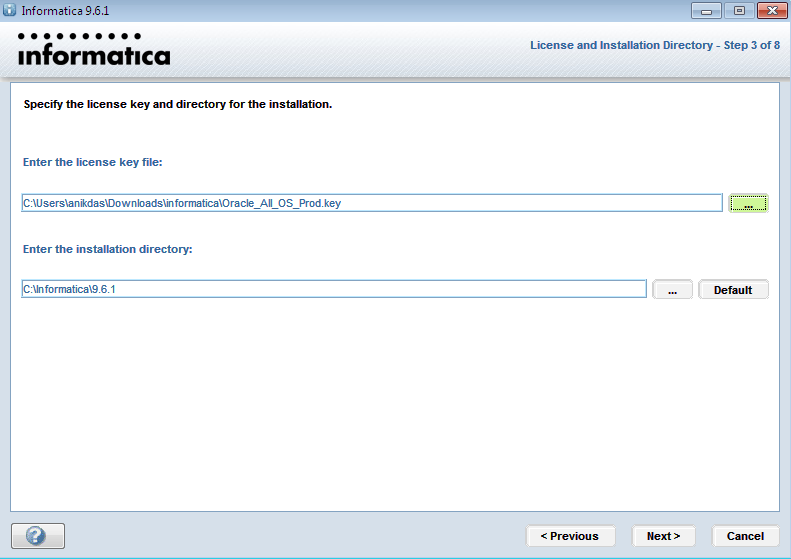 Informatica 9.6.1
informatica
License and Installation Directory - Step 3 of 8
Specify the license key and directory for the installation.
Enter the license key file:
C:\Users\anikdas\Downloads\informatica\Oracle_All_OS_Prod.key
...
Enter the installation directory:
C:\Informatica\9.6.1
...
Default
?
< Previous
Next >
Cancel